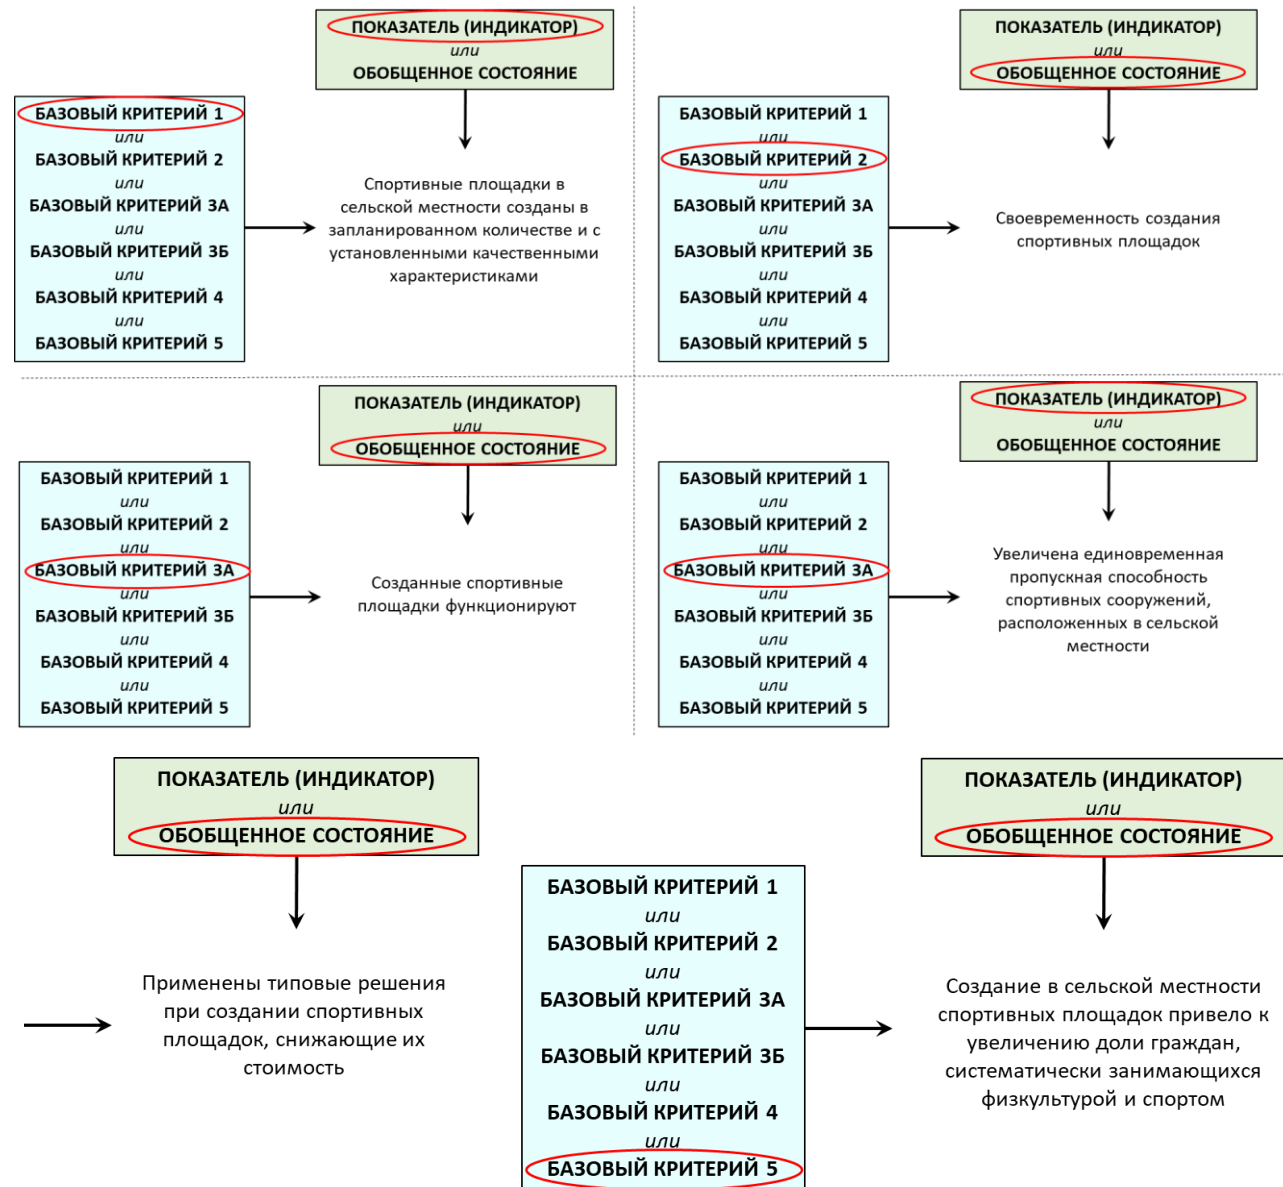 ПОКАЗАТЕЛЬ (ИНДИКАТОР)
или
ОБОБЩЕННОЕ СОСТОЯНИЕ
БАЗОВЫЙ КРИТЕРИЙ 1
или
БАЗОВЫЙ КРИТЕРИЙ 2
или
БАЗОВЫЙ КРИТЕРИЙ 3А
или
БАЗОВЫЙ КРИТЕРИЙ 3Б
или
БАЗОВЫЙ КРИТЕРИЙ 4
или
БАЗОВЫЙ КРИТЕРИЙ 5
Спортивные площадки в
сельской местности созданы в
запланированном количестве и с
установленными качественными
характеристиками
ПОКАЗАТЕЛЬ (ИНДИКАТОР)
или
ОБОБЩЕННОЕ СОСТОЯНИЕ
БАЗОВЫЙ КРИТЕРИЙ 1
или
БАЗОВЫЙ КРИТЕРИЙ 2
или
БАЗОВЫЙ КРИТЕРИЙ 3А
или
БАЗОВЫЙ КРИТЕРИЙ 3Б
или
БАЗОВЫЙ КРИТЕРИЙ 4
или
БАЗОВЫЙ КРИТЕРИЙ 5
Своевременность создания
спортивных площадок
ПОКАЗАТЕЛЬ (ИНДИКАТОР)
или
ОБОБЩЕННОЕ СОСТОЯНИЕ
БАЗОВЫЙ КРИТЕРИЙ 1
или
БАЗОВЫЙ КРИТЕРИЙ 2
или
БАЗОВЫЙ КРИТЕРИЙ 3А
или
БАЗОВЫЙ КРИТЕРИЙ 3Б
или
БАЗОВЫЙ КРИТЕРИЙ 4
или
БАЗОВЫЙ КРИТЕРИЙ 5
Созданные спортивные
площадки функционируют
ПОКАЗАТЕЛЬ (ИНДИКАТОР)
или
ОБОБЩЕННОЕ СОСТОЯНИЕ
БАЗОВЫЙ КРИТЕРИЙ 1
или
БАЗОВЫЙ КРИТЕРИЙ 2
или
БАЗОВЫЙ КРИТЕРИЙ 3А
или
БАЗОВЫЙ КРИТЕРИЙ 3Б
или
БАЗОВЫЙ КРИТЕРИЙ 4
или
БАЗОВЫЙ КРИТЕРИЙ 5
Увеличена единовременная
пропускная способность
спортивных сооружений,
расположенных в сельской
местности
ПОКАЗАТЕЛЬ (ИНДИКАТОР)
или
ОБОБЩЕННОЕ СОСТОЯНИЕ
Применены типовые решения
при создании спортивных
площадок, снижающие их
стоимость
ПОКАЗАТЕЛЬ (ИНДИКАТОР)
или
ОБОБЩЕННОЕ СОСТОЯНИЕ
БАЗОВЫЙ КРИТЕРИЙ 1
или
БАЗОВЫЙ КРИТЕРИЙ 2
или
БАЗОВЫЙ КРИТЕРИЙ 3А
или
БАЗОВЫЙ КРИТЕРИЙ 3Б
или
БАЗОВЫЙ КРИТЕРИЙ 4
или
БАЗОВЫЙ КРИТЕРИЙ 5
Создание в сельской местности
спортивных площадок привело к
увеличению доли граждан,
систематически занимающихся
физкультурой и спортом